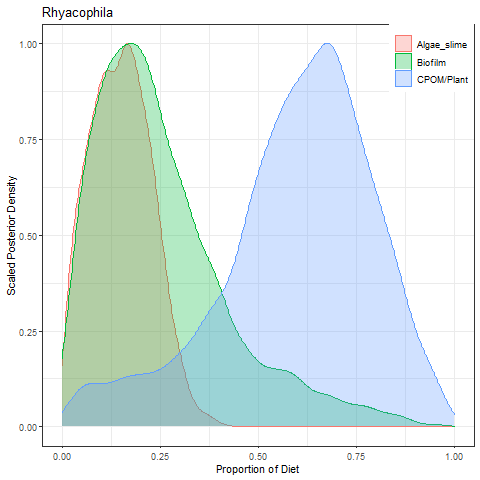 Rhyacophila
Algae_slime
Biofilm
CPOM/Plant
1.00
0.75
0.50
0.25
0.00
Scaled Posterior Density
0.00 0.25 0.50 0.75 1.00
Proportion of Diet